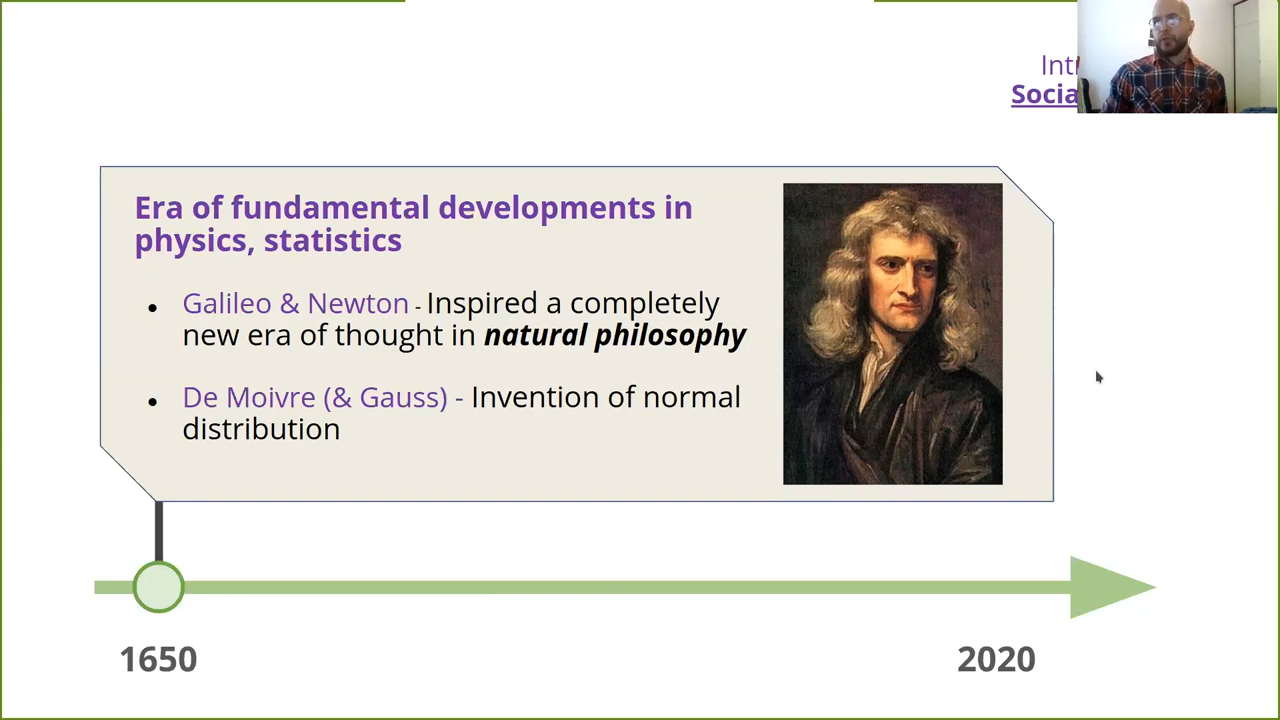 Socia
Era of fundamental developments in
physics, statistics
Galileo & Newton - Inspired a completely
new era of thought in natural philosophy
De Moivre (& Gauss) - Invention of normal
distribution
1650
2020